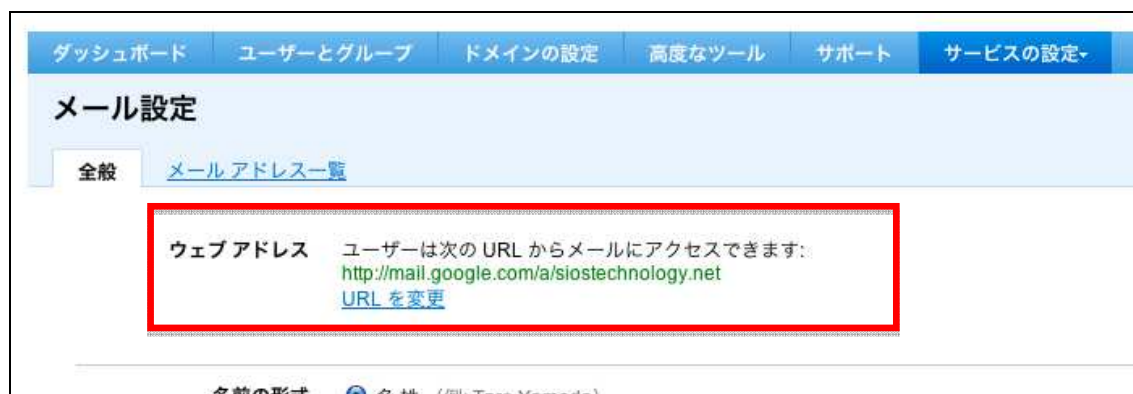 ダッシュボード ユーザーとグループ ドメインの設定 高度なツール サポート サービスの設定
メール設定
全般 メール アドレス一覧
ウェブ アドレス ユーザーは次の URL からメールにアクセスできます:
http://mail.google.com/a/siostechnology.net
URL を変更
名前の形式